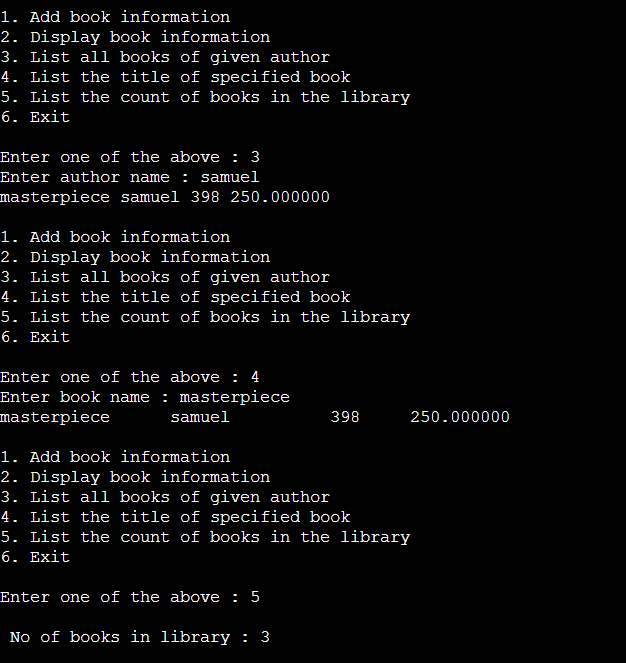 1. Add book information
2. Display book information
3. List all books of given author
4. List the title of specified book
5. List the count of books in the library
6. Exit
Enter one of the above : 3
Enter author name : samuel
masterpiece samuel 398 250.000000
1. Add book information
2. Display book information
3. List all books of given author
4. List the title of specified book
5. List the count of books in the library
6. Exit
Enter one of the above : 4
Enter book name : masterpiece
masterpiece      samuel          398     250.000000
1. Add book information
2. Display book information
3. List all books of given author
4. List the title of specified book
5. List the count of books in the library
6. Exit
Enter one of the above : 5
No of books in library : 3